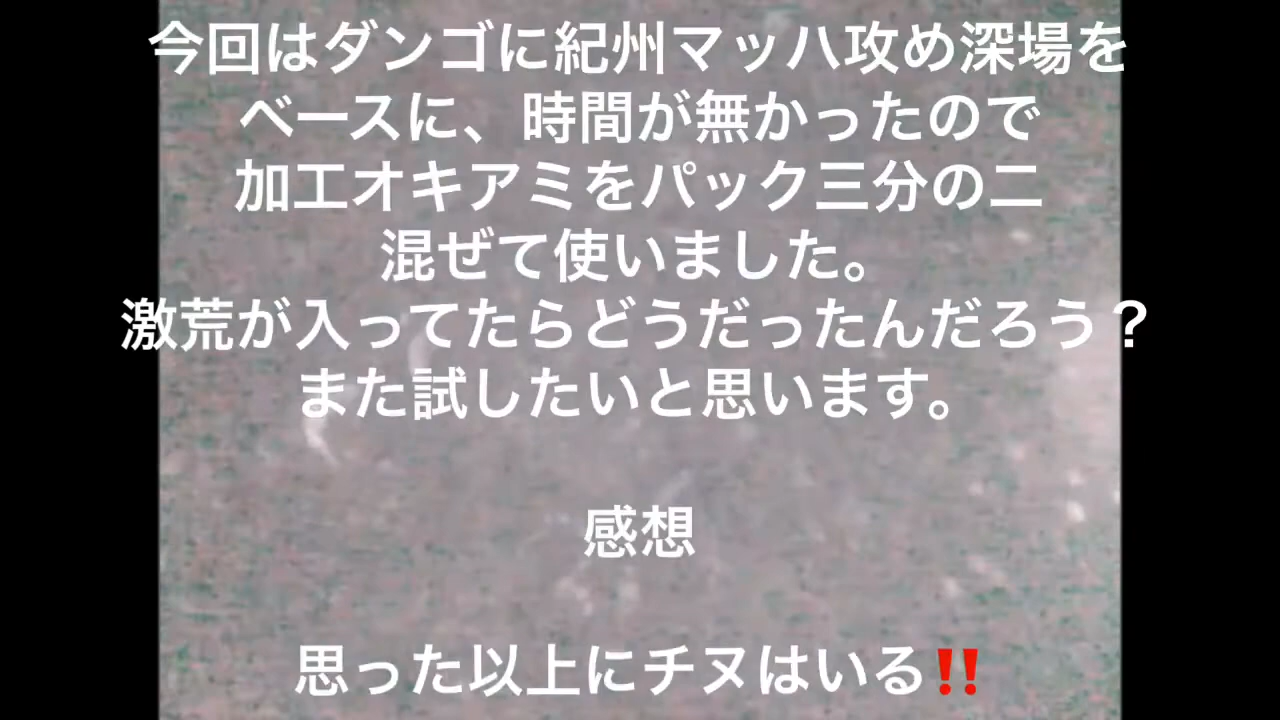 今回はダンゴに紀州マッハ攻め深場を
ベースに、時間が無かったので
加工オキアミをパック三分の二
混ぜて使いました。
激荒が入ってたらどうだったんだろう？
また試したいと思います。
感想
思った以上にチヌはいる‼️